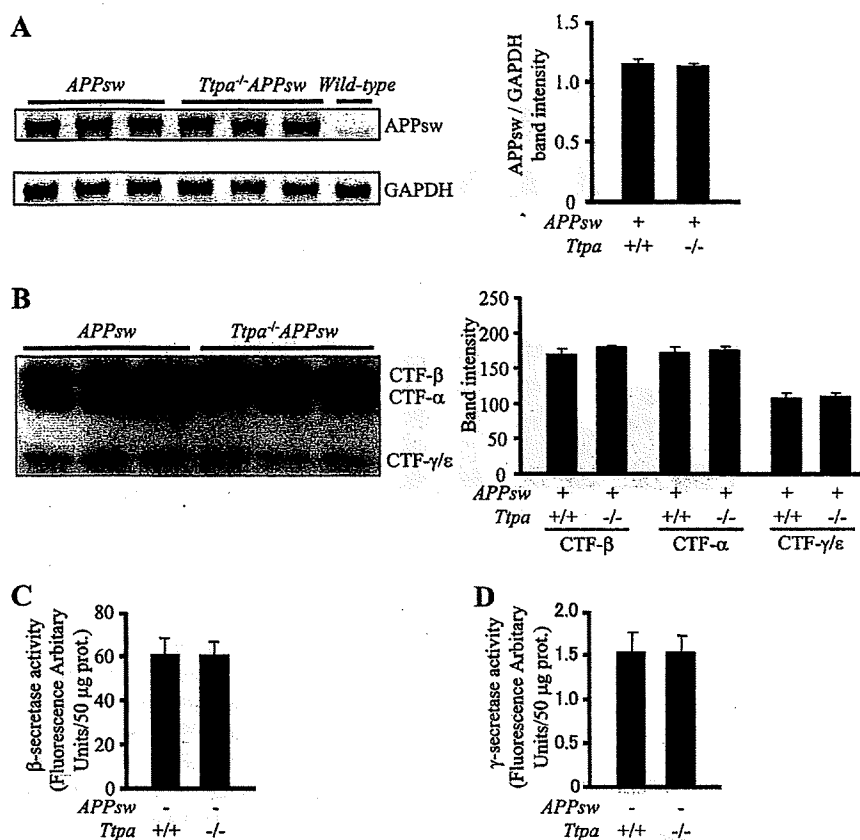 A
APPsw Ttpa-/-APPsw Wild-type
APPsw
GAPDH
APPsw / GAPDH
band intensity
1.5
1.0
0.5
0
APPsw + +
Ttpa +/+ -/-
B
APPsw Ttpa-/-APPsw
CTF-β
CTF-α
CTF-γ/ε
Band intensity
250
200
150
100
50
0
APPsw + + + + + +
Ttpa +/+ -/- +/+ -/- +/+ -/-
CTF-β CTF-α CTF-γ/ε
C
β-secretase activity
(Fluorescence Arbitary
Units/50 µg prot.)
80
60
40
20
0
APPsw - -
Ttpa +/+ -/-
D
γ-secretase activity
(Fluorescence Arbitary
Units/50 µg prot.)
2.0
1.5
1.0
0.5
0
APPsw - -
Ttpa +/+ -/-